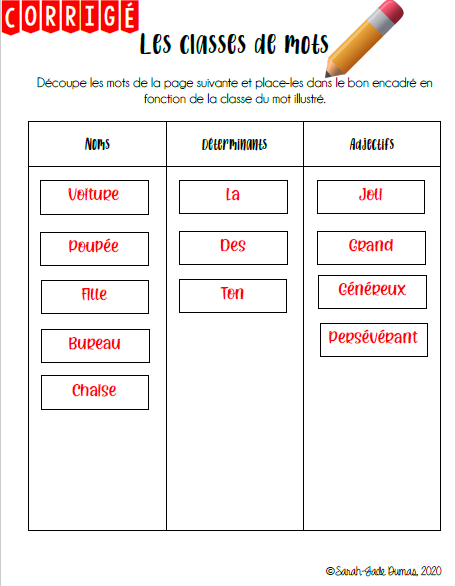 CORRIGÉ
Les classes de mots
Découpe les mots de la page suivante et place-les dans le bon encadré en
fonction de la classe du mot illustré.
Noms Déterminants Adjectifs
Voiture La Joli
Poupée Des Grand
Fille Ton Généreux
Bureau Persévérant
Chaise
©Sarah-Jade Dumas, 2020